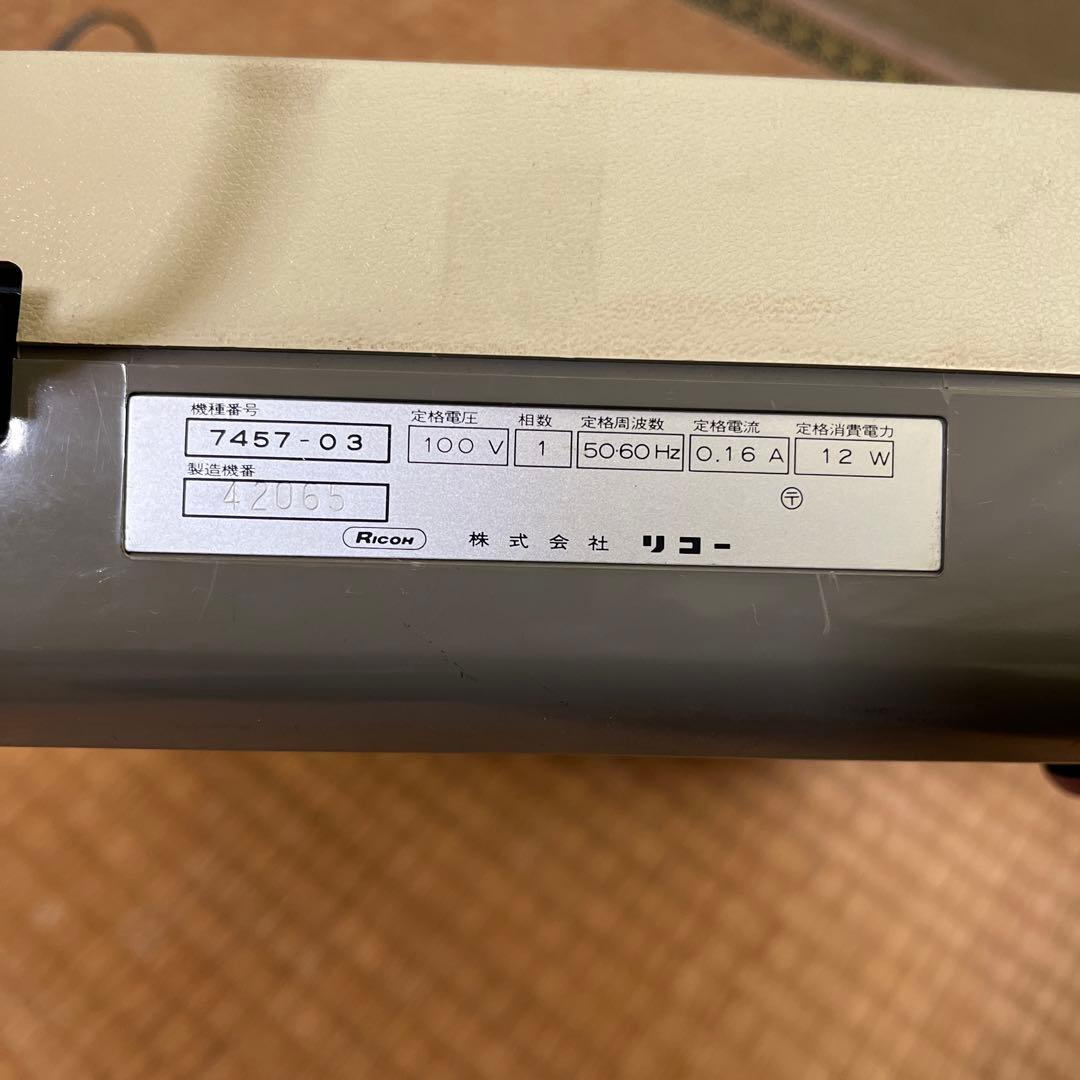 機種番号 定格電圧 相数 定格周波数 定格電流 定格消費電力
7457-03 100 V 1 50·60 Hz 0.16 A 12 W
製造機番
42065 〶
RICOH 株式会社 リコー